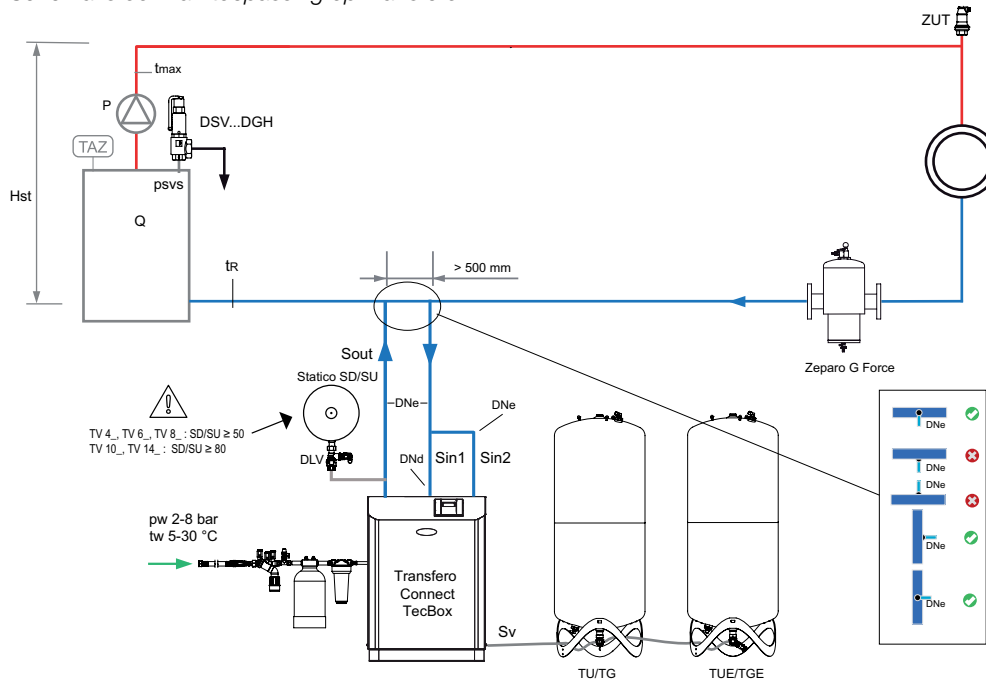 ZUT
tmax
P
DSV...DGH
TAZ
psvs
Hst
Q
tR
> 500 mm
Zeparo G Force
Sout
Statico SD/SU
DNe
DNe
TV 4_, TV 6_, TV 8_ : SD/SU ≥ 50
TV 10_, TV 14_ : SD/SU ≥ 80
DLV
DNd
Sin1
Sin2
DNe
DNe
DNe
DNe
DNe
pw 2-8 bar
tw 5-30 °C
Transfero
Connect
TecBox
Sv
TU/TG
TUE/TGE